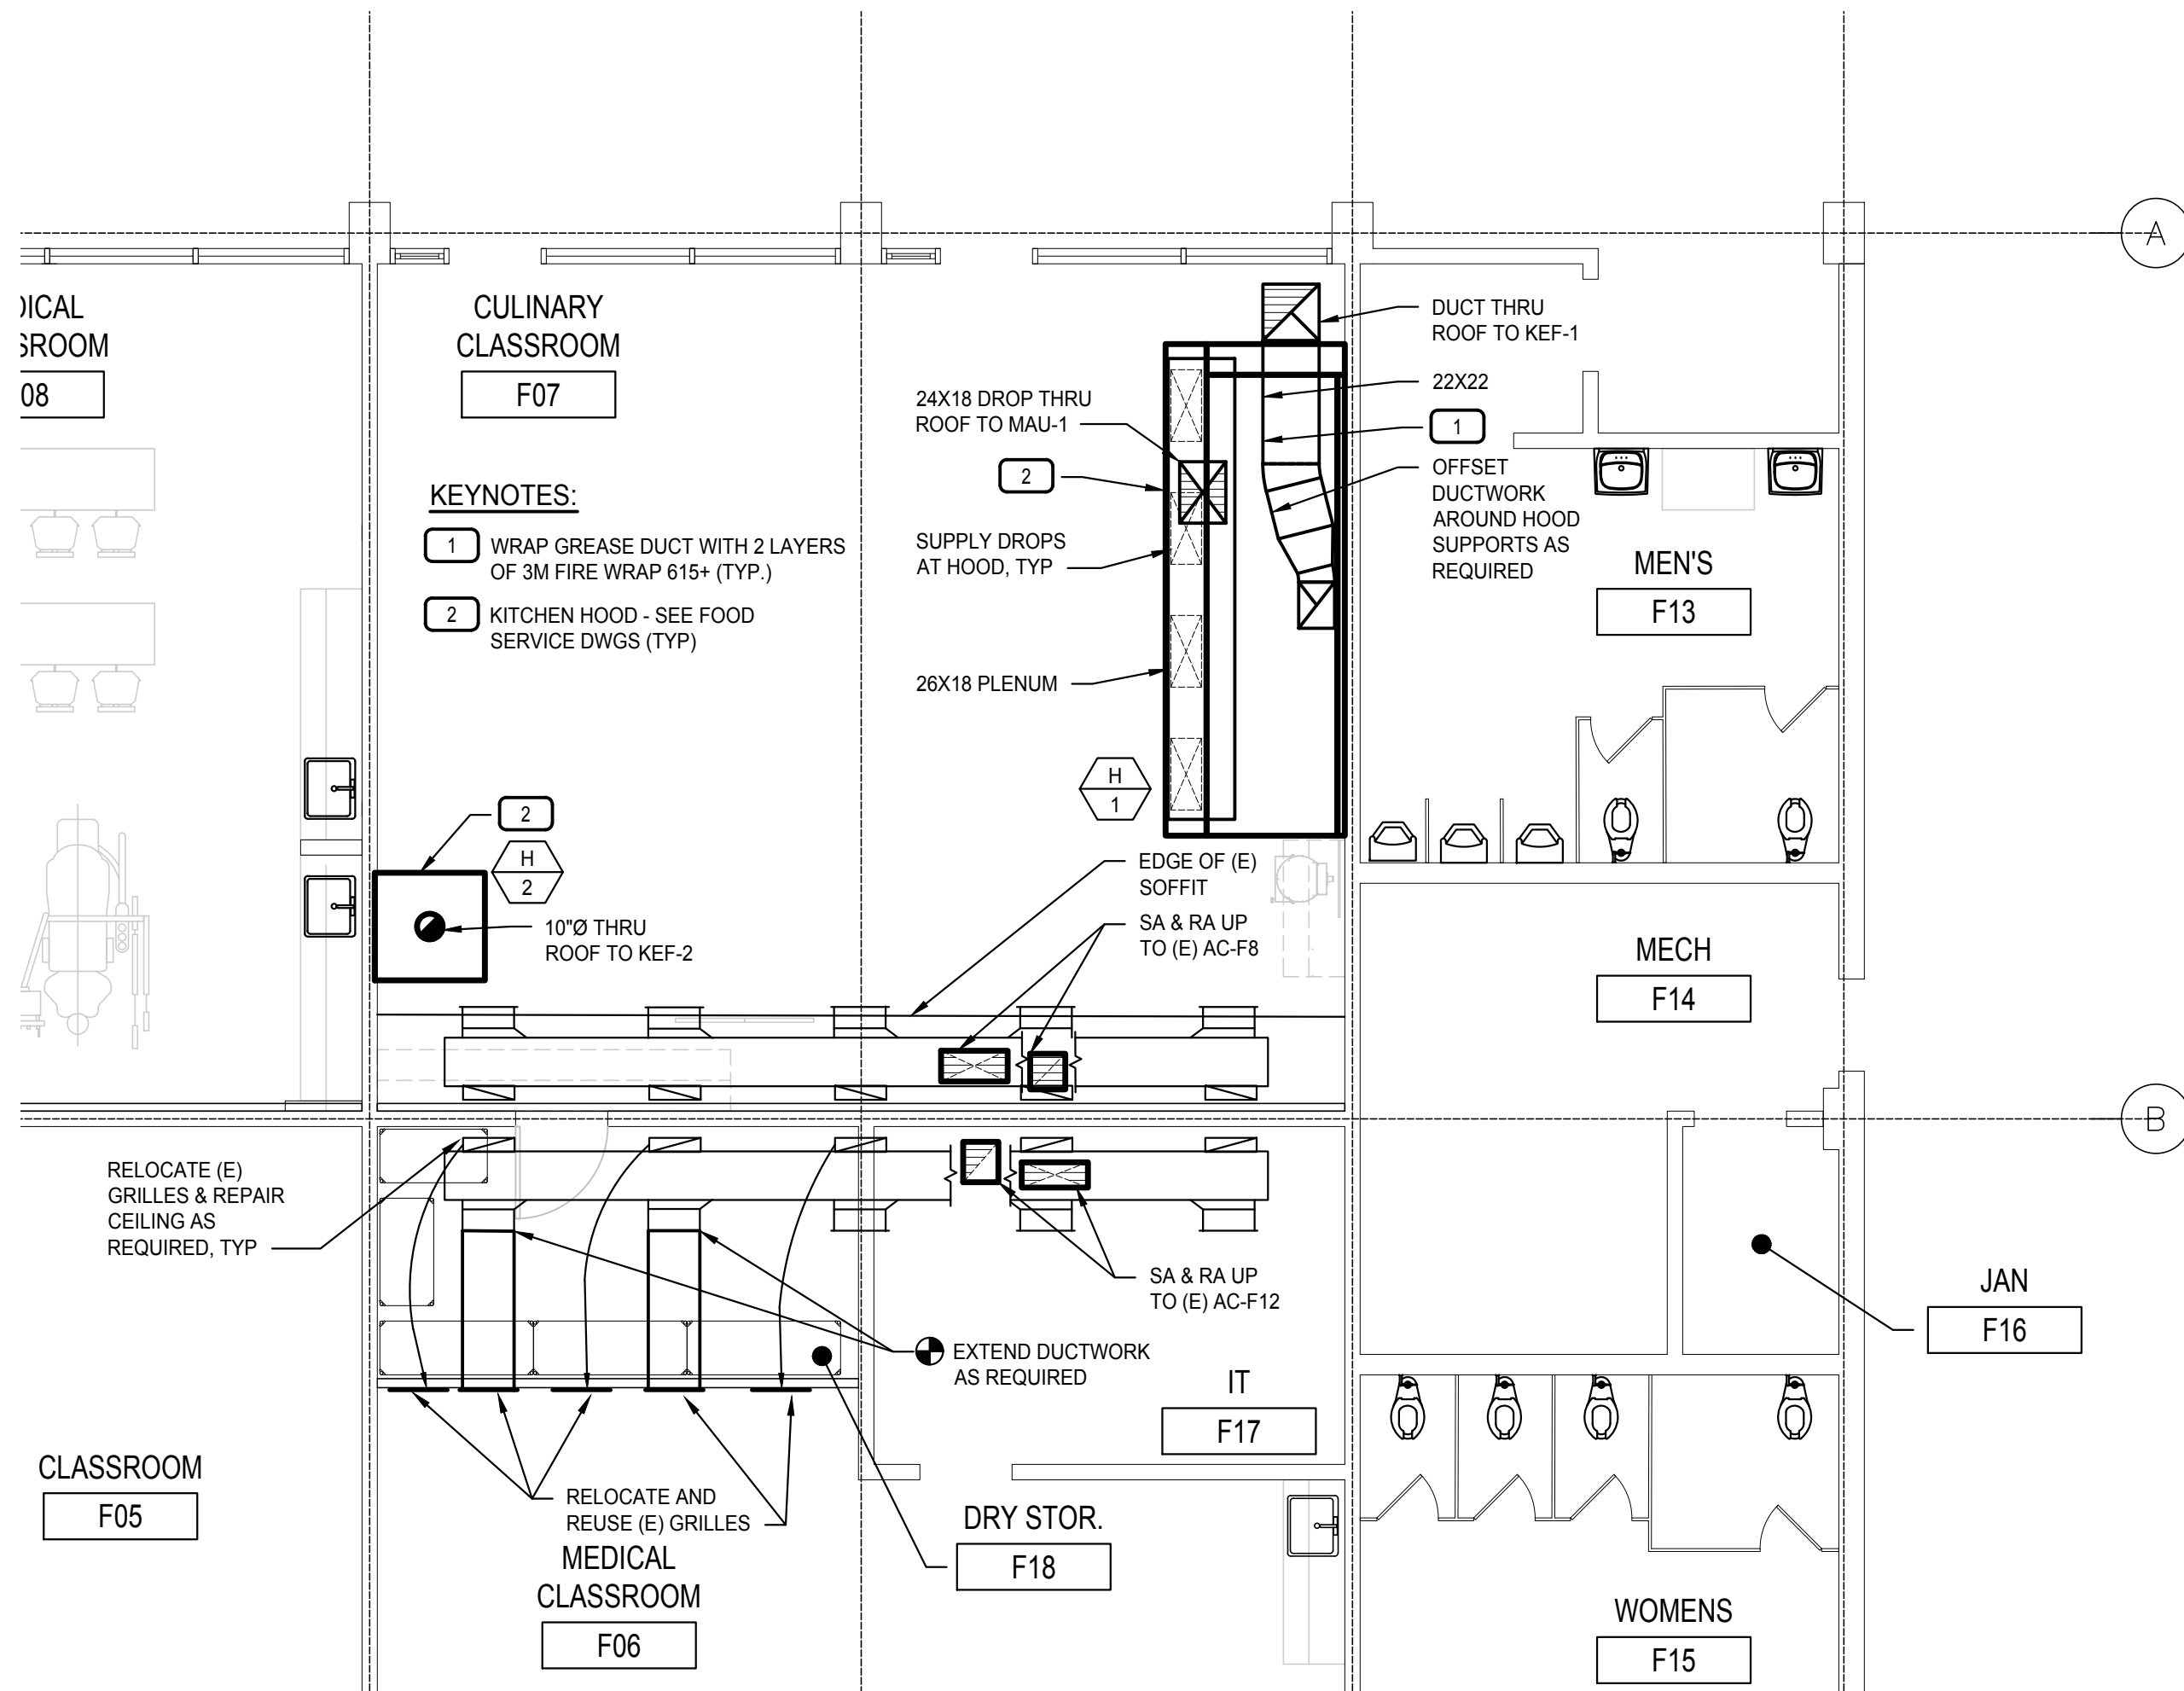 A
DICAL
SROOM
08
CULINARY
CLASSROOM
F07
KEYNOTES:
1
WRAP GREASE DUCT WITH 2 LAYERS
OF 3M FIRE WRAP 615+ (TYP.)
2
KITCHEN HOOD - SEE FOOD
SERVICE DWGS (TYP)
24X18 DROP THRU
ROOF TO MAU-1
2
SUPPLY DROPS
AT HOOD, TYP
26X18 PLENUM
H
1
DUCT THRU
ROOF TO KEF-1
22X22
1
OFFSET
DUCTWORK
AROUND HOOD
SUPPORTS AS
REQUIRED
MEN'S
F13
2
H
2
10"Ø THRU
ROOF TO KEF-2
EDGE OF (E)
SOFFIT
SA & RA UP
TO (E) AC-F8
MECH
F14
B
RELOCATE (E)
GRILLES & REPAIR
CEILING AS
REQUIRED, TYP
SA & RA UP
TO (E) AC-F12
EXTEND DUCTWORK
AS REQUIRED
JAN
F16
IT
F17
CLASSROOM
F05
RELOCATE AND
REUSE (E) GRILLES
MEDICAL
CLASSROOM
F06
DRY STOR.
F18
WOMENS
F15